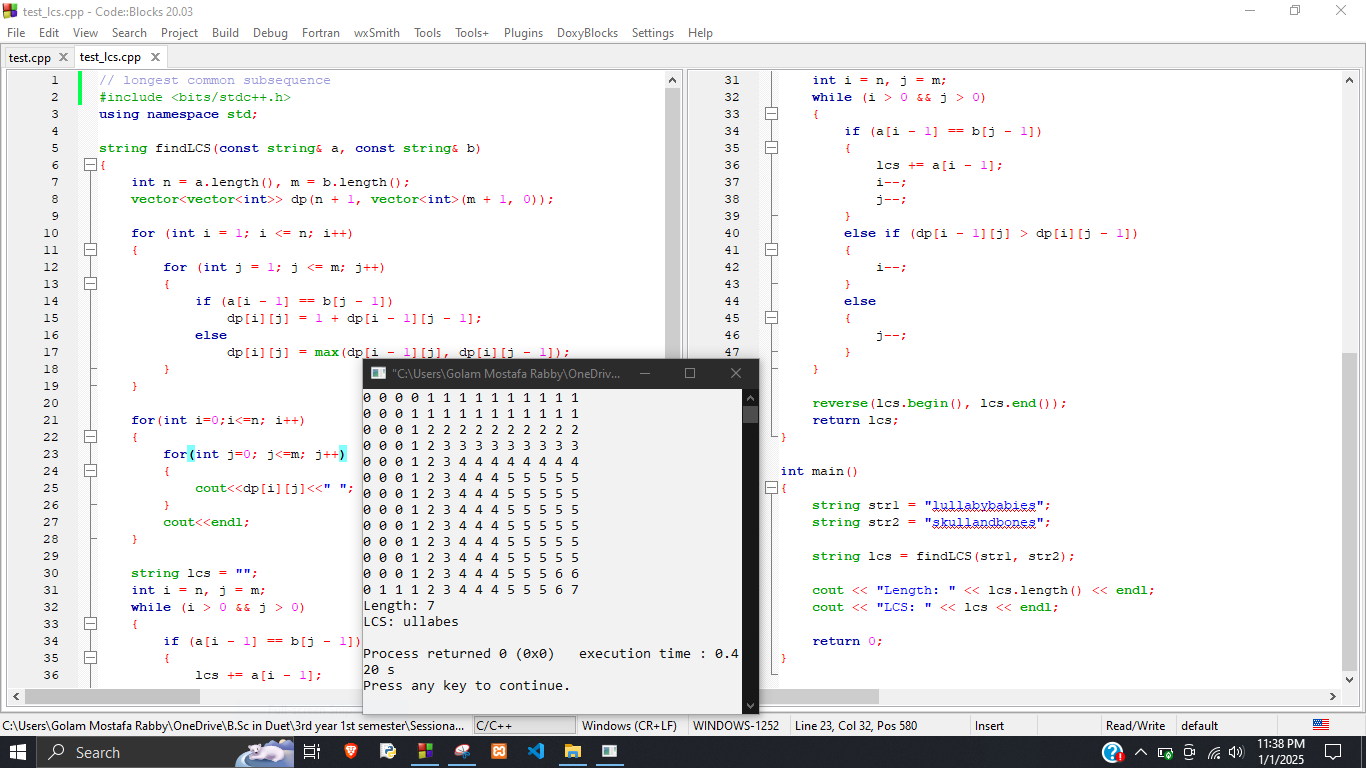 test_lcs.cpp - Code::Blocks 20.03
File Edit View Search Project Build Debug Fortran wxSmith Tools Tools+ Plugins DoxyBlocks Settings Help
test.cpp test_lcs.cpp
1 // longest common subsequence
2 #include <bits/stdc++.h>
3 using namespace std;
4
5 string findLCS(const string& a, const string& b)
6 {
7 int n = a.length(), m = b.length();
8 vector<vector<int>> dp(n + 1, vector<int>(m + 1, 0));
9
10 for (int i = 1; i <= n; i++)
11 {
12 for (int j = 1; j <= m; j++)
13 {
14 if (a[i - 1] == b[j - 1])
15 dp[i][j] = 1 + dp[i - 1][j - 1];
16 else
17 dp[i][j] = max(dp[i - 1][j], dp[i][j - 1]);
18 }
19 }
20
21 for(int i=0;i<=n; i++)
22 {
23 for(int j=0; j<=m; j++)
24 {
25 cout<<dp[i][j]<<" ";
26 }
27 cout<<endl;
28 }
29
30 string lcs = "";
31 int i = n, j = m;
32 while (i > 0 && j > 0)
33 {
34 if (a[i - 1] == b[j - 1])
35 {
36 lcs += a[i - 1];
31 int i = n, j = m;
32 while (i > 0 && j > 0)
33 {
34 if (a[i - 1] == b[j - 1])
35 {
36 lcs += a[i - 1];
37 i--;
38 j--;
39 }
40 else if (dp[i - 1][j] > dp[i][j - 1])
41 {
42 i--;
43 }
44 else
45 {
46 j--;
47 }
}
reverse(lcs.begin(), lcs.end());
return lcs;
}
int main()
{
string str1 = "lullabybabies";
string str2 = "skullandbones";
string lcs = findLCS(str1, str2);
cout << "Length: " << lcs.length() << endl;
cout << "LCS: " << lcs << endl;
return 0;
}
"C:\Users\Golam Mostafa Rabby\OneDriv...
0 0 0 0 1 1 1 1 1 1 1 1 1 1
0 0 0 1 1 1 1 1 1 1 1 1 1 1
0 0 0 1 2 2 2 2 2 2 2 2 2 2
0 0 0 1 2 3 3 3 3 3 3 3 3 3
0 0 0 1 2 3 4 4 4 4 4 4 4 4
0 0 0 1 2 3 4 4 4 5 5 5 5 5
0 0 0 1 2 3 4 4 4 5 5 5 5 5
0 0 0 1 2 3 4 4 4 5 5 5 5 5
0 0 0 1 2 3 4 4 4 5 5 5 5 5
0 0 0 1 2 3 4 4 4 5 5 5 5 5
0 0 0 1 2 3 4 4 4 5 5 5 5 5
0 0 0 1 2 3 4 4 4 5 5 5 6 6
0 1 1 1 2 3 4 4 4 5 5 5 6 7
Length: 7
LCS: ullabes
Process returned 0 (0x0) execution time : 0.4
20 s
Press any key to continue.
C:\Users\Golam Mostafa Rabby\OneDrive\B.Sc in Duet\3rd year 1st semester\Sessiona... C/C++ Windows (CR+LF) WINDOWS-1252 Line 23, Col 32, Pos 580 Insert Read/Write default
Search
11:38 PM
1/1/2025